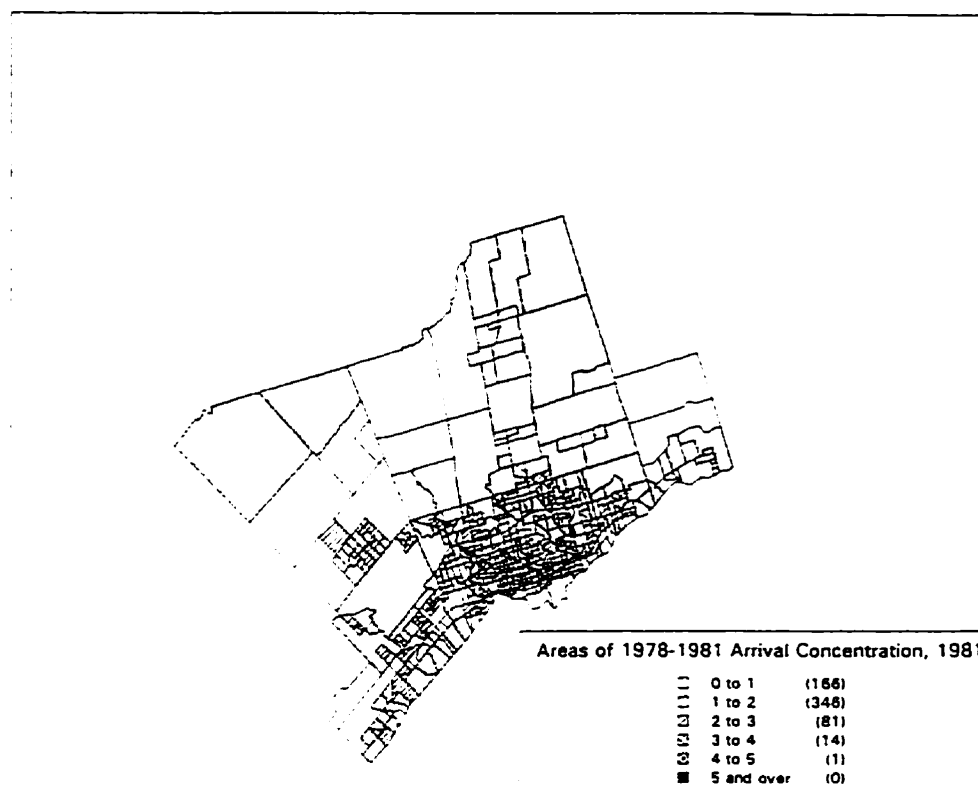 Areas of 1978-1981 Arrival Concentration, 1981
0 to 1 (166)
1 to 2 (346)
2 to 3 (81)
3 to 4 (14)
4 to 5 (1)
5 and over (0)